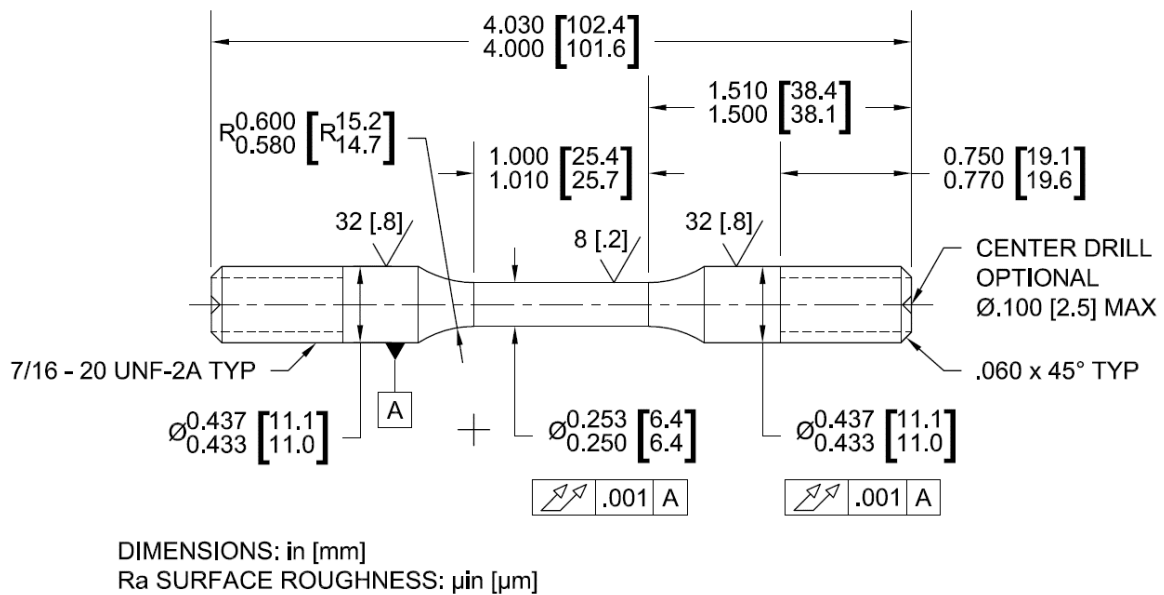 4.030 [102.4]
4.000 [101.6]
1.510 [38.4]
1.500 [38.1]
R0.600 [R15.2]
0.580 [14.7]
1.000 [25.4]
1.010 [25.7]
0.750 [19.1]
0.770 [19.6]
32 [.8]
8 [.2]
32 [.8]
CENTER DRILL
OPTIONAL
Ø.100 [2.5] MAX
7/16 - 20 UNF-2A TYP
.060 x 45° TYP
A
Ø0.437 [11.1]
0.433 [11.0]
Ø0.253 [6.4]
0.250 [6.4]
Ø0.437 [11.1]
0.433 [11.0]
.001 A
.001 A
DIMENSIONS: in [mm]
Ra SURFACE ROUGHNESS: µin [µm]